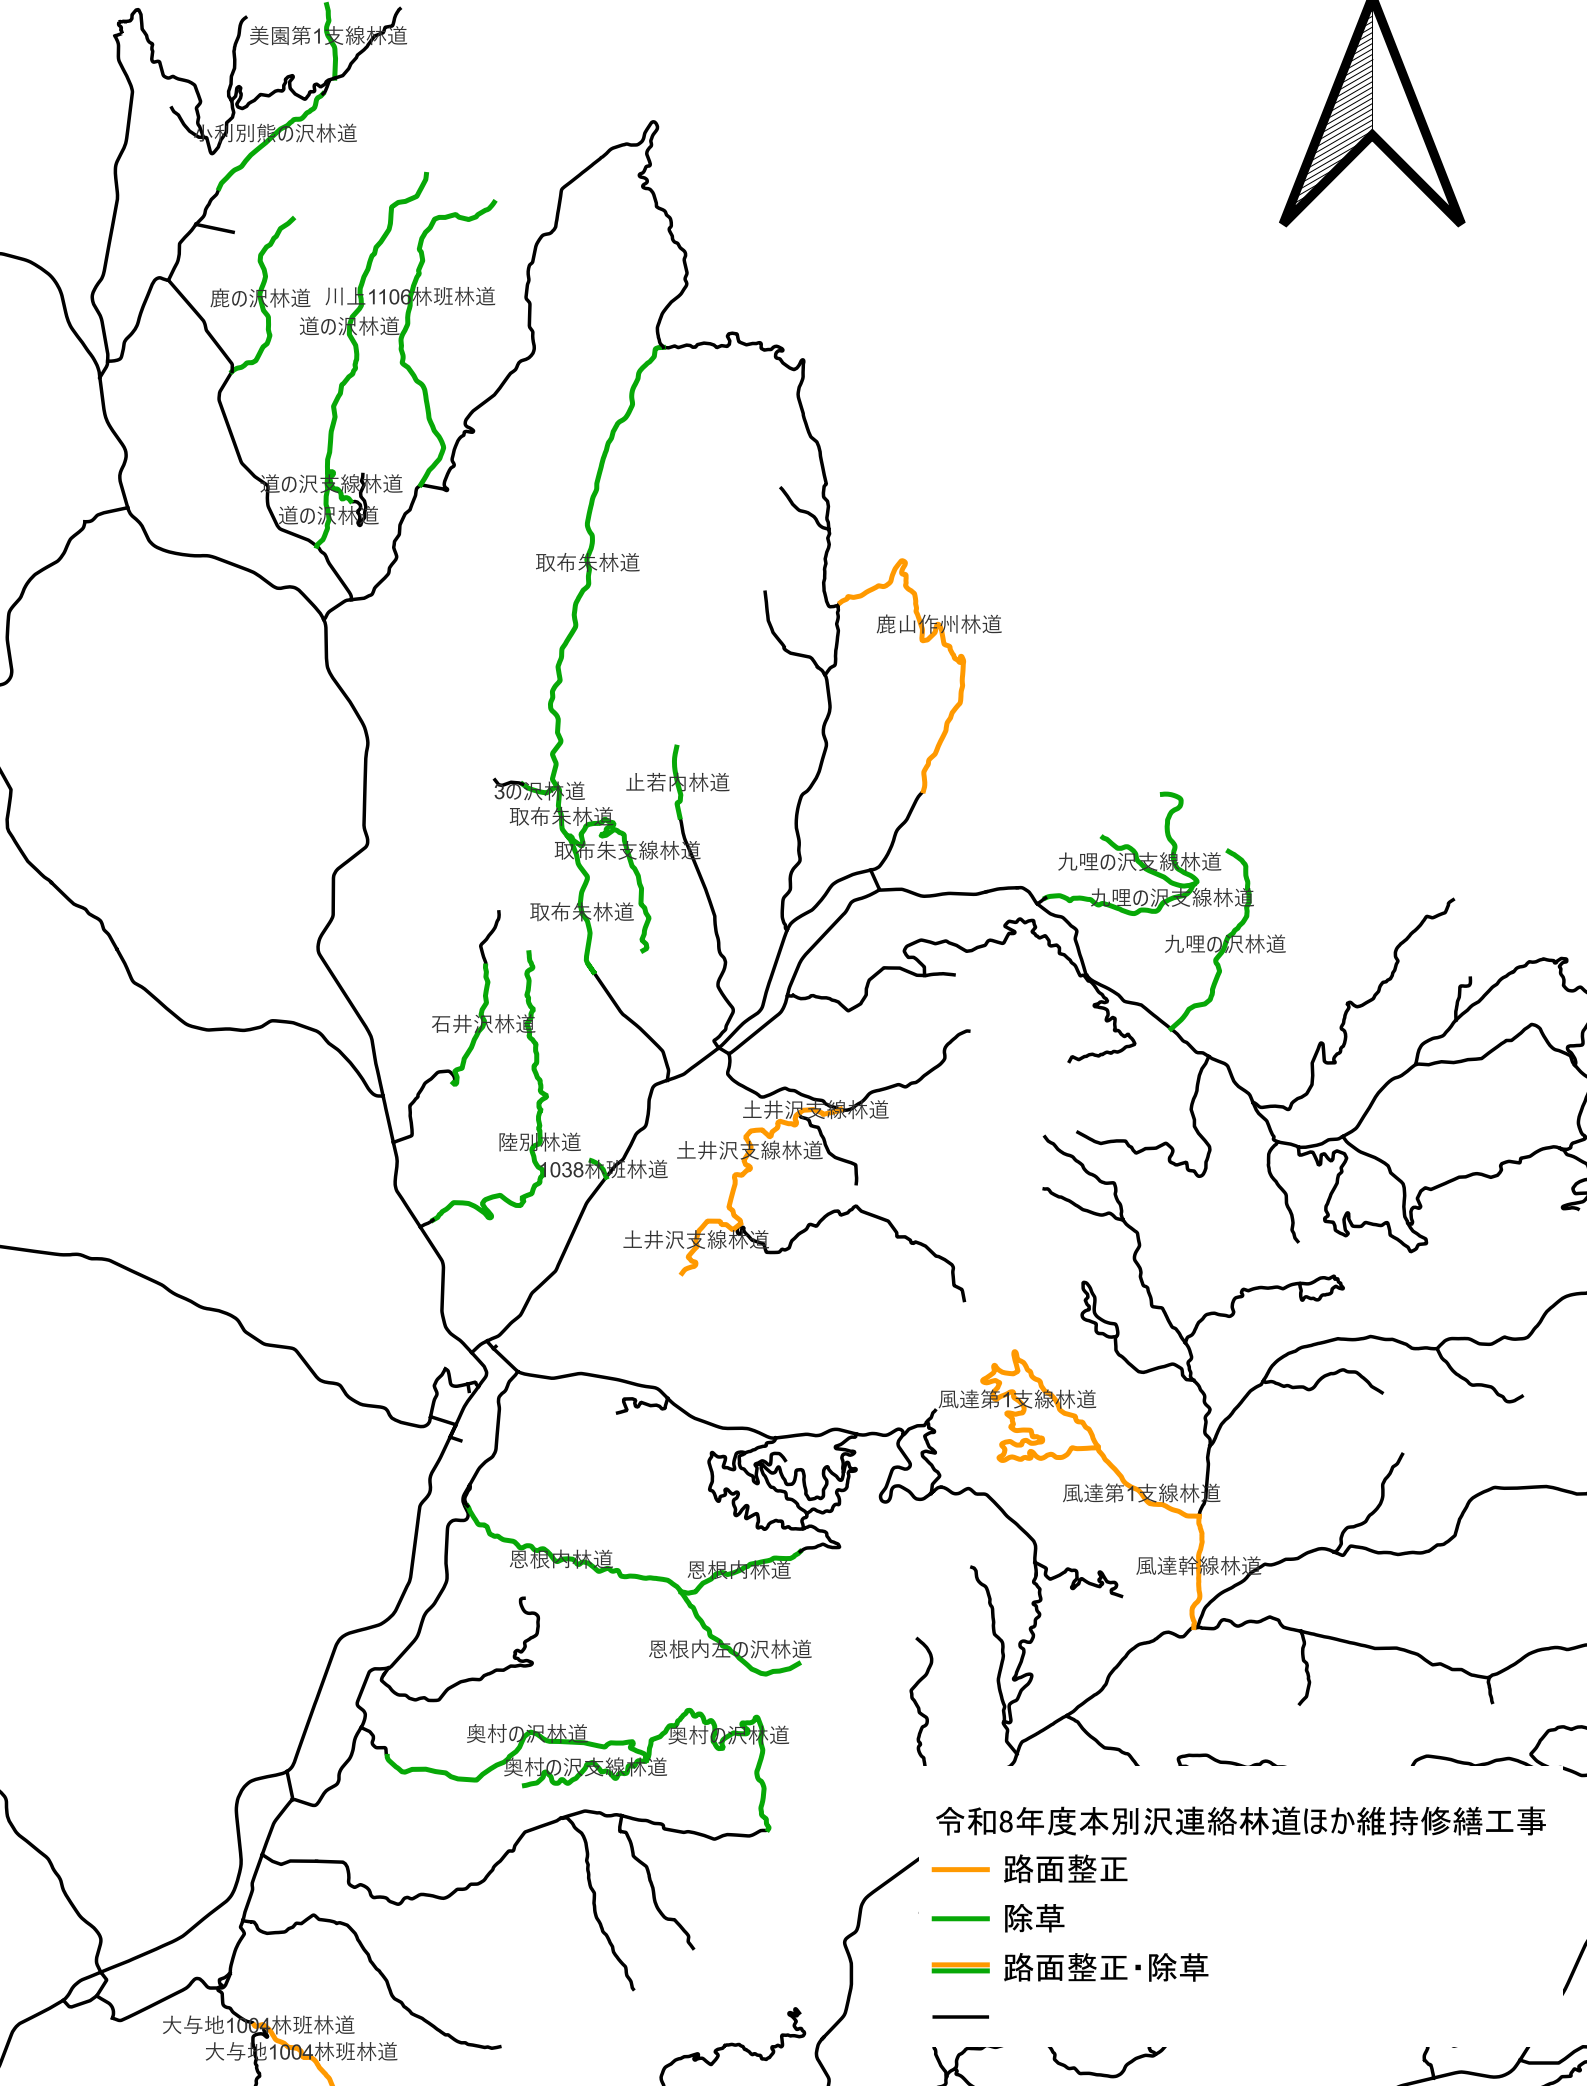 美園第1支線林道
小利別熊の沢林道
鹿の沢林道
川上1106林班林道
道の沢林道
道の沢支線林道
道の沢林道
取布朱林道
鹿山作州林道
止若内林道
3の沢林道
取布朱林道
取布朱支線林道
九哩の沢支線林道
九哩の沢支線林道
取布朱林道
九哩の沢林道
石井沢林道
土井沢支線林道
陸別林道
土井沢支線林道
1038林班林道
土井沢支線林道
風達第1支線林道
風達第1支線林道
恩根内林道
風達幹線林道
恩根内林道
恩根内左の沢林道
奥村の沢林道
奥村の沢林道
奥村の沢支線林道
令和8年度本別沢連絡林道ほか維持修繕工事
路面整正
除草
路面整正・除草
大与地1004林班林道
大与地1004林班林道